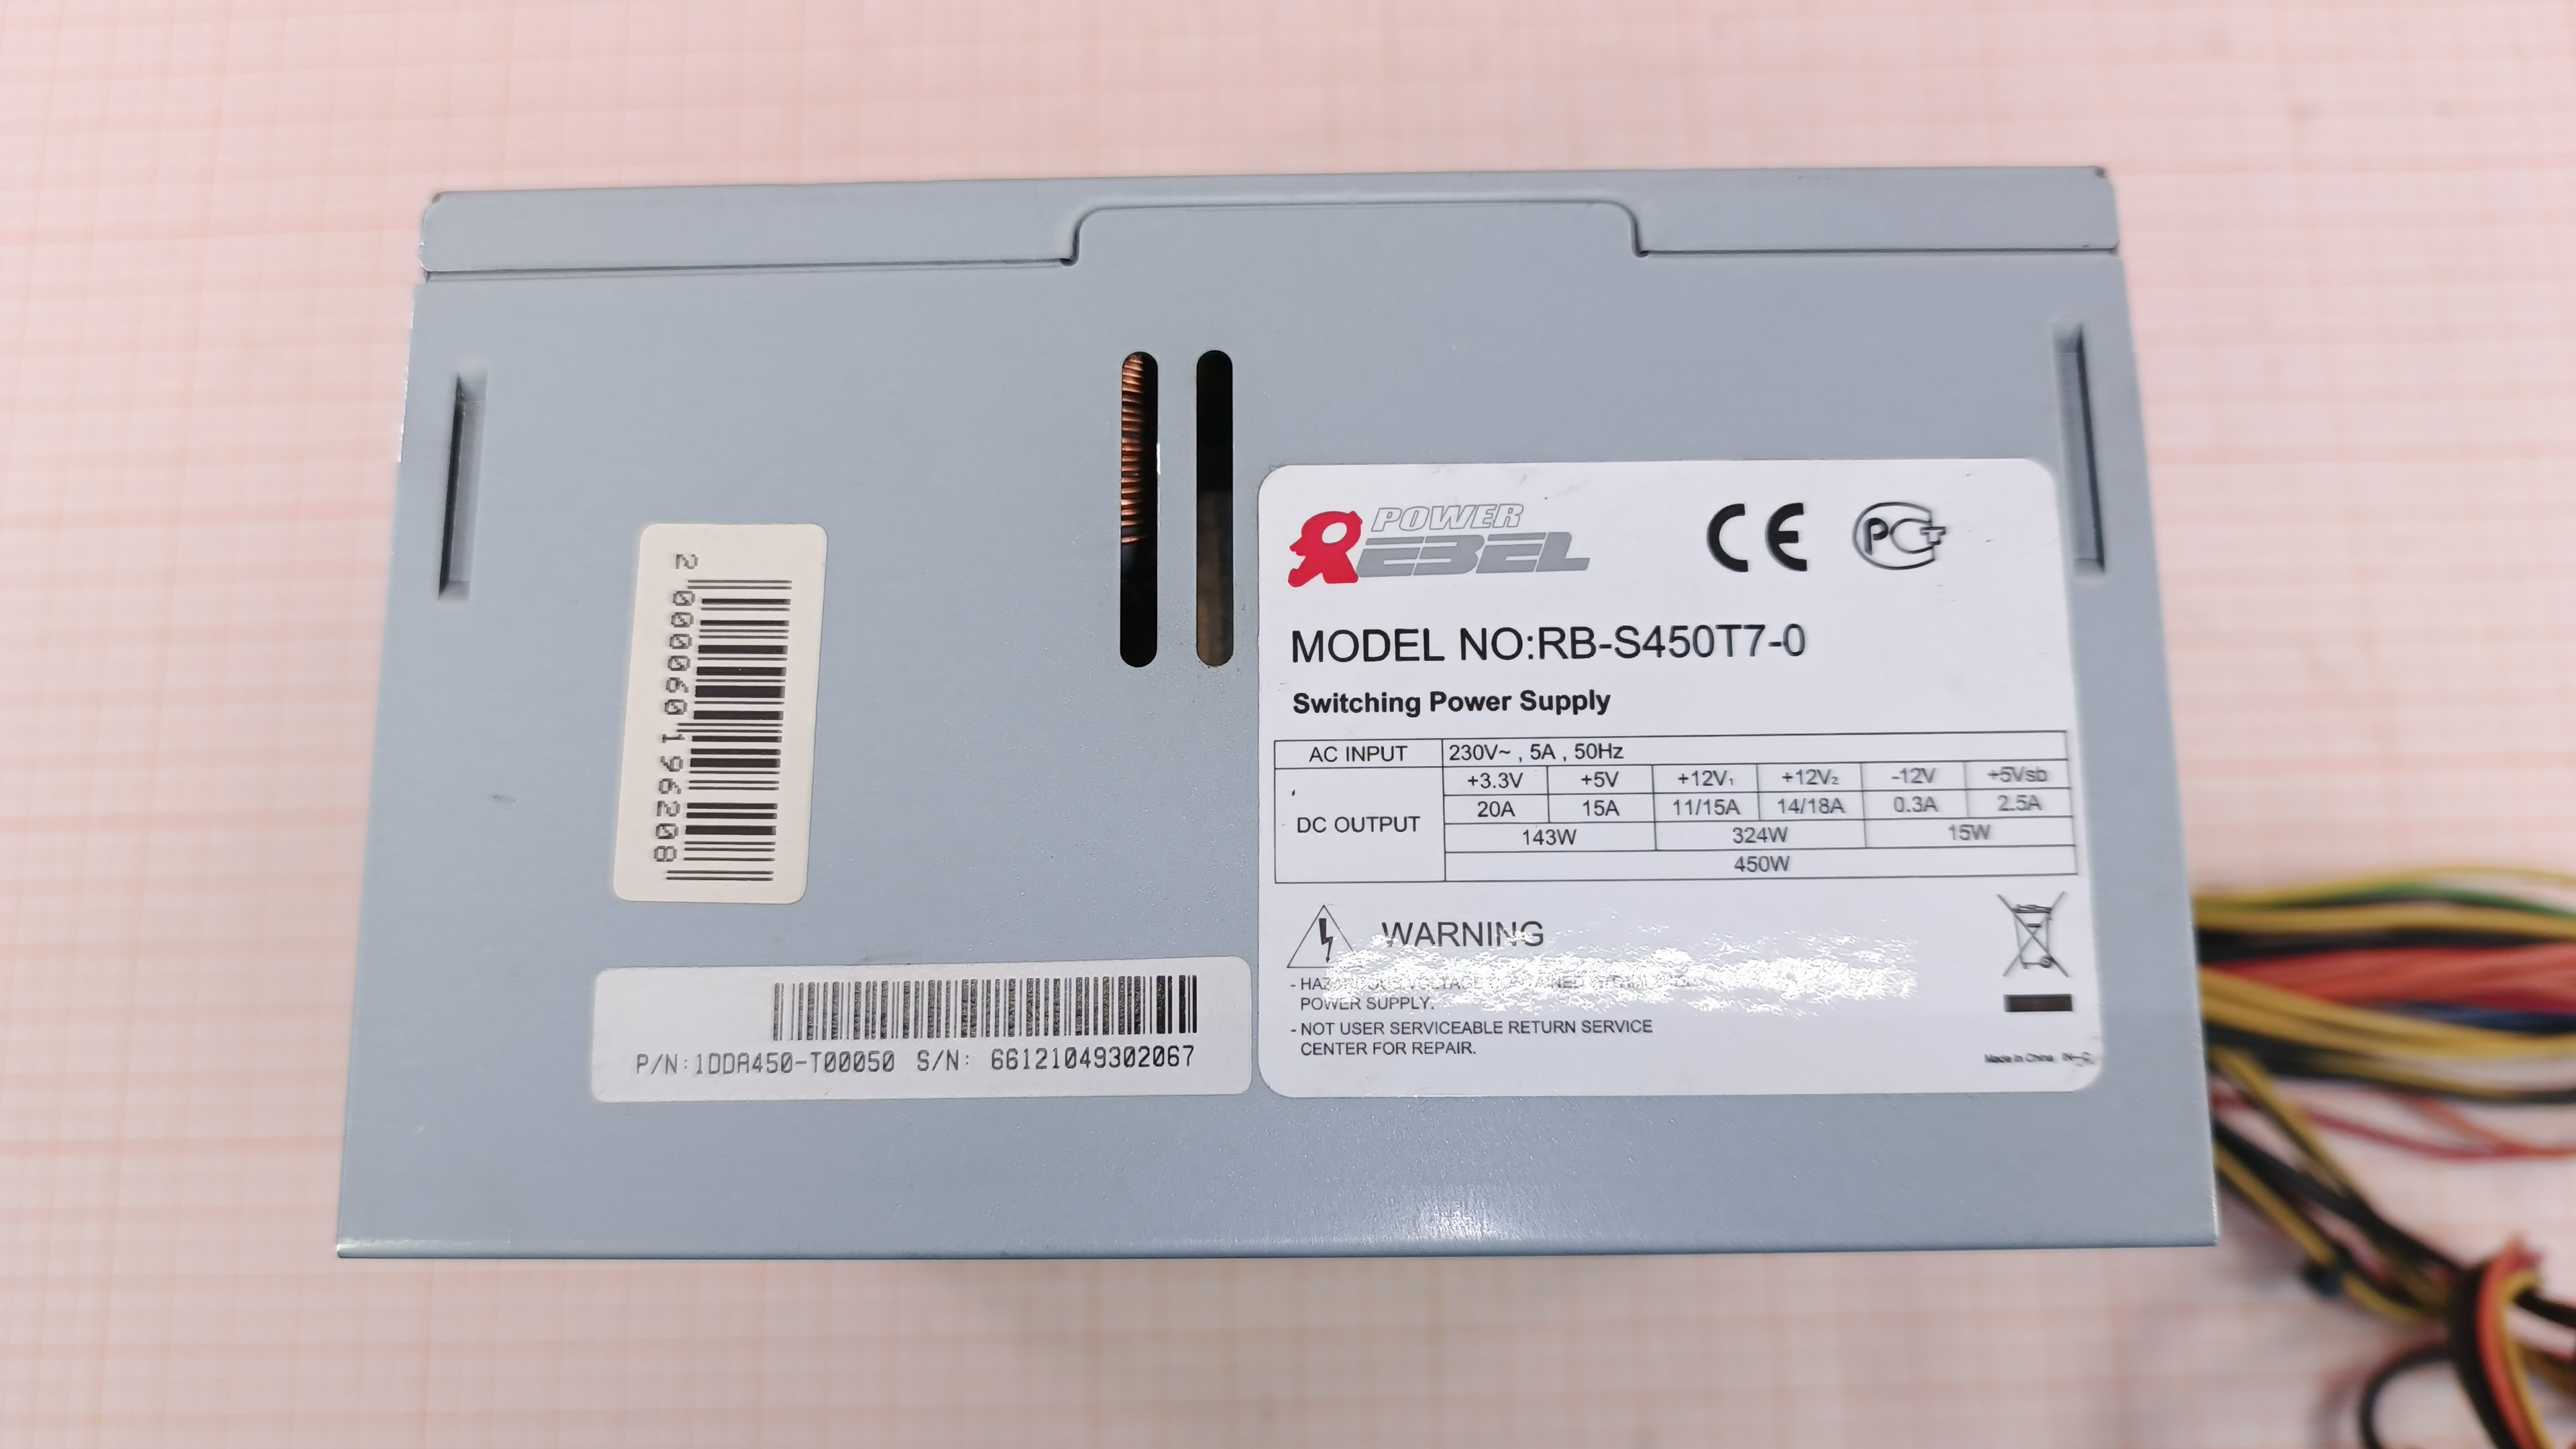 2 000060 196208
P/N:1DDA450-T00050 S/N: 66121049302067
POWER
REBEL
CE PCT
MODEL NO:RB-S450T7-0
Switching Power Supply
AC INPUT 230V~ , 5A , 50Hz
DC OUTPUT
+3.3V +5V +12V₁ +12V₂ -12V +5Vsb
20A 15A 11/15A 14/18A 0.3A 2.5A
143W 324W 15W
450W
WARNING
- HAZARDOUS VOLTAGE CONTAINED
POWER SUPPLY.
- NOT USER SERVICEABLE RETURN SERVICE
CENTER FOR REPAIR.
Made in China